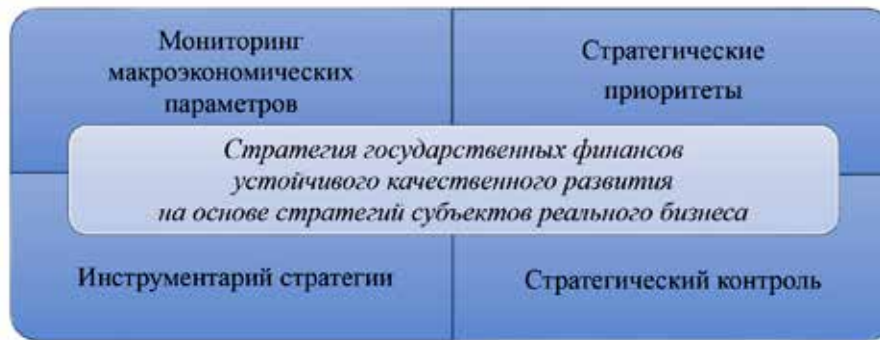 Мониторинг
макроэкономических
параметров
Стратегические
приоритеты
Стратегия государственных финансов
устойчивого качественного развития
на основе стратегий субъектов реального бизнеса
Инструментарий стратегии
Стратегический контроль